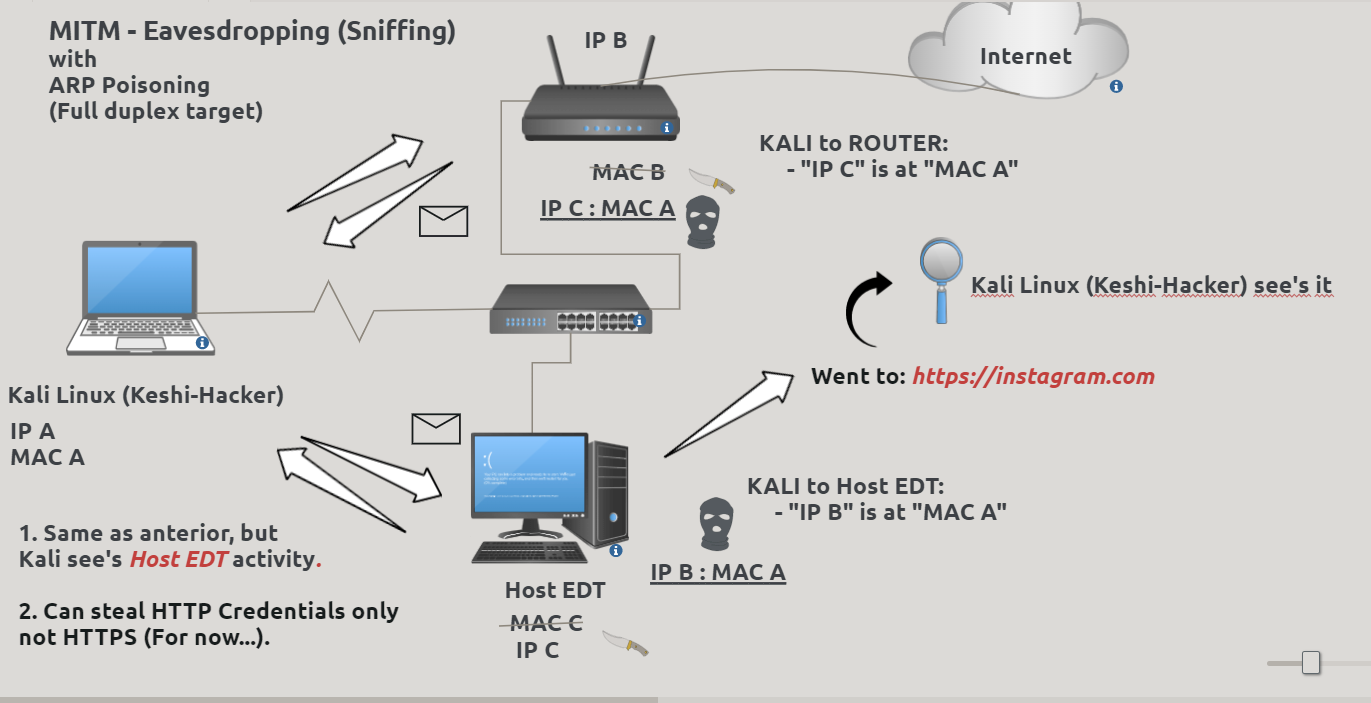 MITM - Eavesdropping (Sniffing)
with
ARP Poisoning
(Full duplex target)
IP B
Internet
MAC B
IP C : MAC A
KALI to ROUTER:
- "IP C" is at "MAC A"
Kali Linux (Keshi-Hacker) see's it
Went to: https://instagram.com
Kali Linux (Keshi-Hacker)
IP A
MAC A
KALI to Host EDT:
- "IP B" is at "MAC A"
IP B : MAC A
1. Same as anterior, but
Kali see's Host EDT activity.
2. Can steal HTTP Credentials only
not HTTPS (For now...).
:(
Host EDT
MAC C
IP C